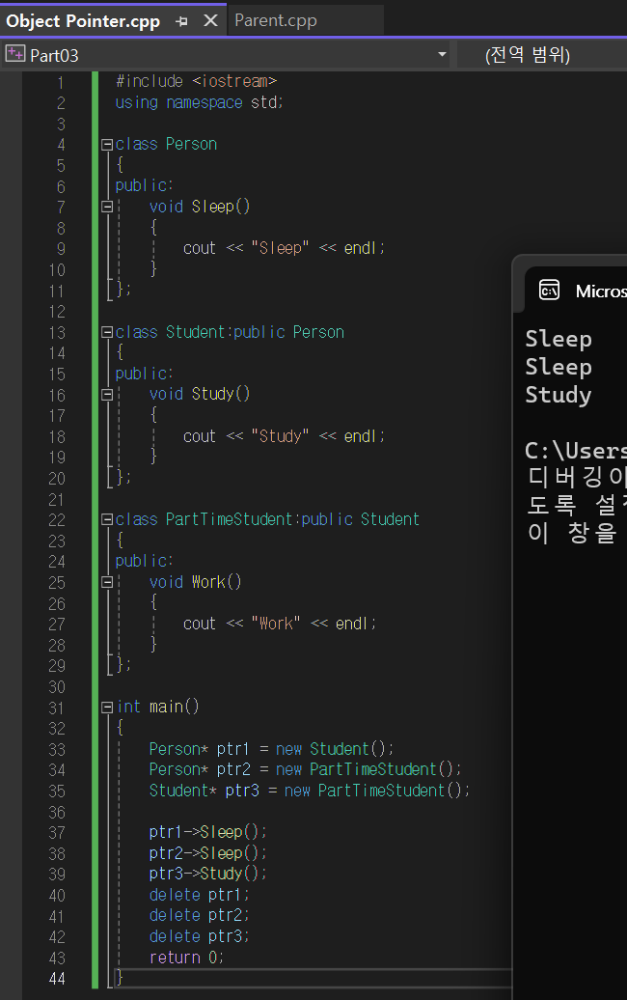 Object Pointer.cpp
Parent.cpp
Part03
(전역 범위)
1 #include <iostream>
2 using namespace std;
3
4 class Person
5 {
6 public:
7 void Sleep()
8 {
9 cout << "Sleep" << endl;
10 }
11 };
12
13 class Student:public Person
14 {
15 public:
16 void Study()
17 {
18 cout << "Study" << endl;
19 }
20 };
21
22 class PartTimeStudent:public Student
23 {
24 public:
25 void Work()
26 {
27 cout << "Work" << endl;
28 }
29 };
30
31 int main()
32 {
33 Person* ptr1 = new Student();
34 Person* ptr2 = new PartTimeStudent();
35 Student* ptr3 = new PartTimeStudent();
36
37 ptr1->Sleep();
38 ptr2->Sleep();
39 ptr3->Study();
40 delete ptr1;
41 delete ptr2;
42 delete ptr3;
43 return 0;
44 }
Micros
Sleep
Sleep
Study
C:\Users
디버깅이
도록 설
이 창을